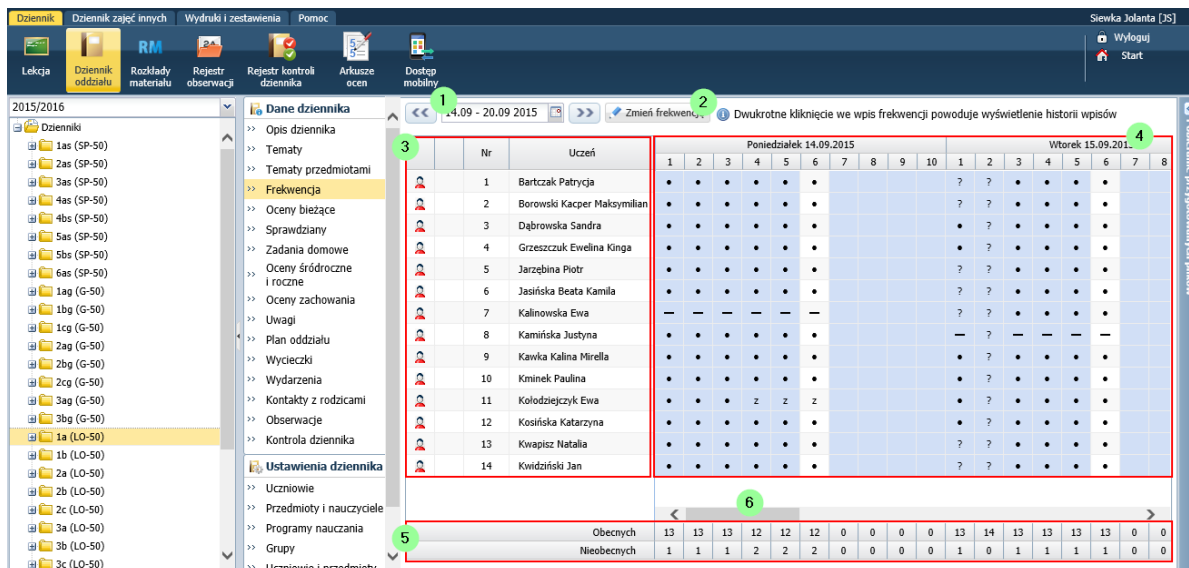 Dziennik Dziennik zajęć innych Wydruki i zestawienia Pomoc Siewka Jolanta [JS]
Lekcja Dziennik oddziału Rozkłady materiału Rejestr obserwacji Rejestr kontroli dziennika Arkusze ocen Dostęp mobilny
Wyloguj
Start
2015/2016
Dzienniki
1as (SP-50)
2as (SP-50)
3as (SP-50)
4as (SP-50)
4bs (SP-50)
5as (SP-50)
5bs (SP-50)
6as (SP-50)
1ag (G-50)
1bg (G-50)
1cg (G-50)
2ag (G-50)
2bg (G-50)
2cg (G-50)
3ag (G-50)
3bg (G-50)
1a (LO-50)
1b (LO-50)
2a (LO-50)
2b (LO-50)
2c (LO-50)
3a (LO-50)
3b (LO-50)
3c (LO-50)
Dane dziennika
Opis dziennika
Tematy
Tematy przedmiotami
Frekwencja
Oceny bieżące
Sprawdziany
Zadania domowe
Oceny śródroczne
i roczne
Oceny zachowania
Uwagi
Plan oddziału
Wycieczki
Wydarzenia
Kontakty z rodzicami
Obserwacje
Kontrola dziennika
Ustawienia dziennika
Uczniowie
Przedmioty i nauczyciele
Programy nauczania
Grupy
Uczniowie i przedmioty
1 2
<< 14.09 - 20.09 2015 >> Zmień frekwencję Dwukrotne kliknięcie we wpis frekwencji powoduje wyświetlenie historii wpisów
3 4
Nr Uczeń Poniedziałek 14.09.2015 Wtorek 15.09.2015
1 2 3 4 5 6 7 8 9 10 1 2 3 4 5 6 7 8
1 Bartczak Patrycja • • • • • • ? ? • • • •
2 Borowski Kacper Maksymilian • • • • • • ? ? • • • •
3 Dąbrowska Sandra • • • • • • • ? • • • •
4 Grzeszczuk Ewelina Kinga • • • • • • • ? • • • •
5 Jarzębina Piotr • • • • • • ? ? • • • •
6 Jasińska Beata Kamila • • • • • • ? ? • • • •
7 Kalinowska Ewa — — — — — — ? ? • • • •
8 Kamińska Justyna • • • • • • — ? — — — —
9 Kawka Kalina Mirella • • • • • • • ? • • • •
10 Kminek Paulina • • • • • • • ? • • • •
11 Kołodziejczyk Ewa • • • z z z • ? • • • •
12 Kosińska Katarzyna • • • • • • • ? • • • •
13 Kwapisz Natalia • • • • • • ? ? • • • •
14 Kwidziński Jan • • • • • • ? ? • • • •
6
5
Obecnych 13 13 13 12 12 12 0 0 0 0 13 14 13 13 13 13 0 0
Nieobecnych 1 1 1 2 2 2 0 0 0 0 1 0 1 1 1 1 0 0